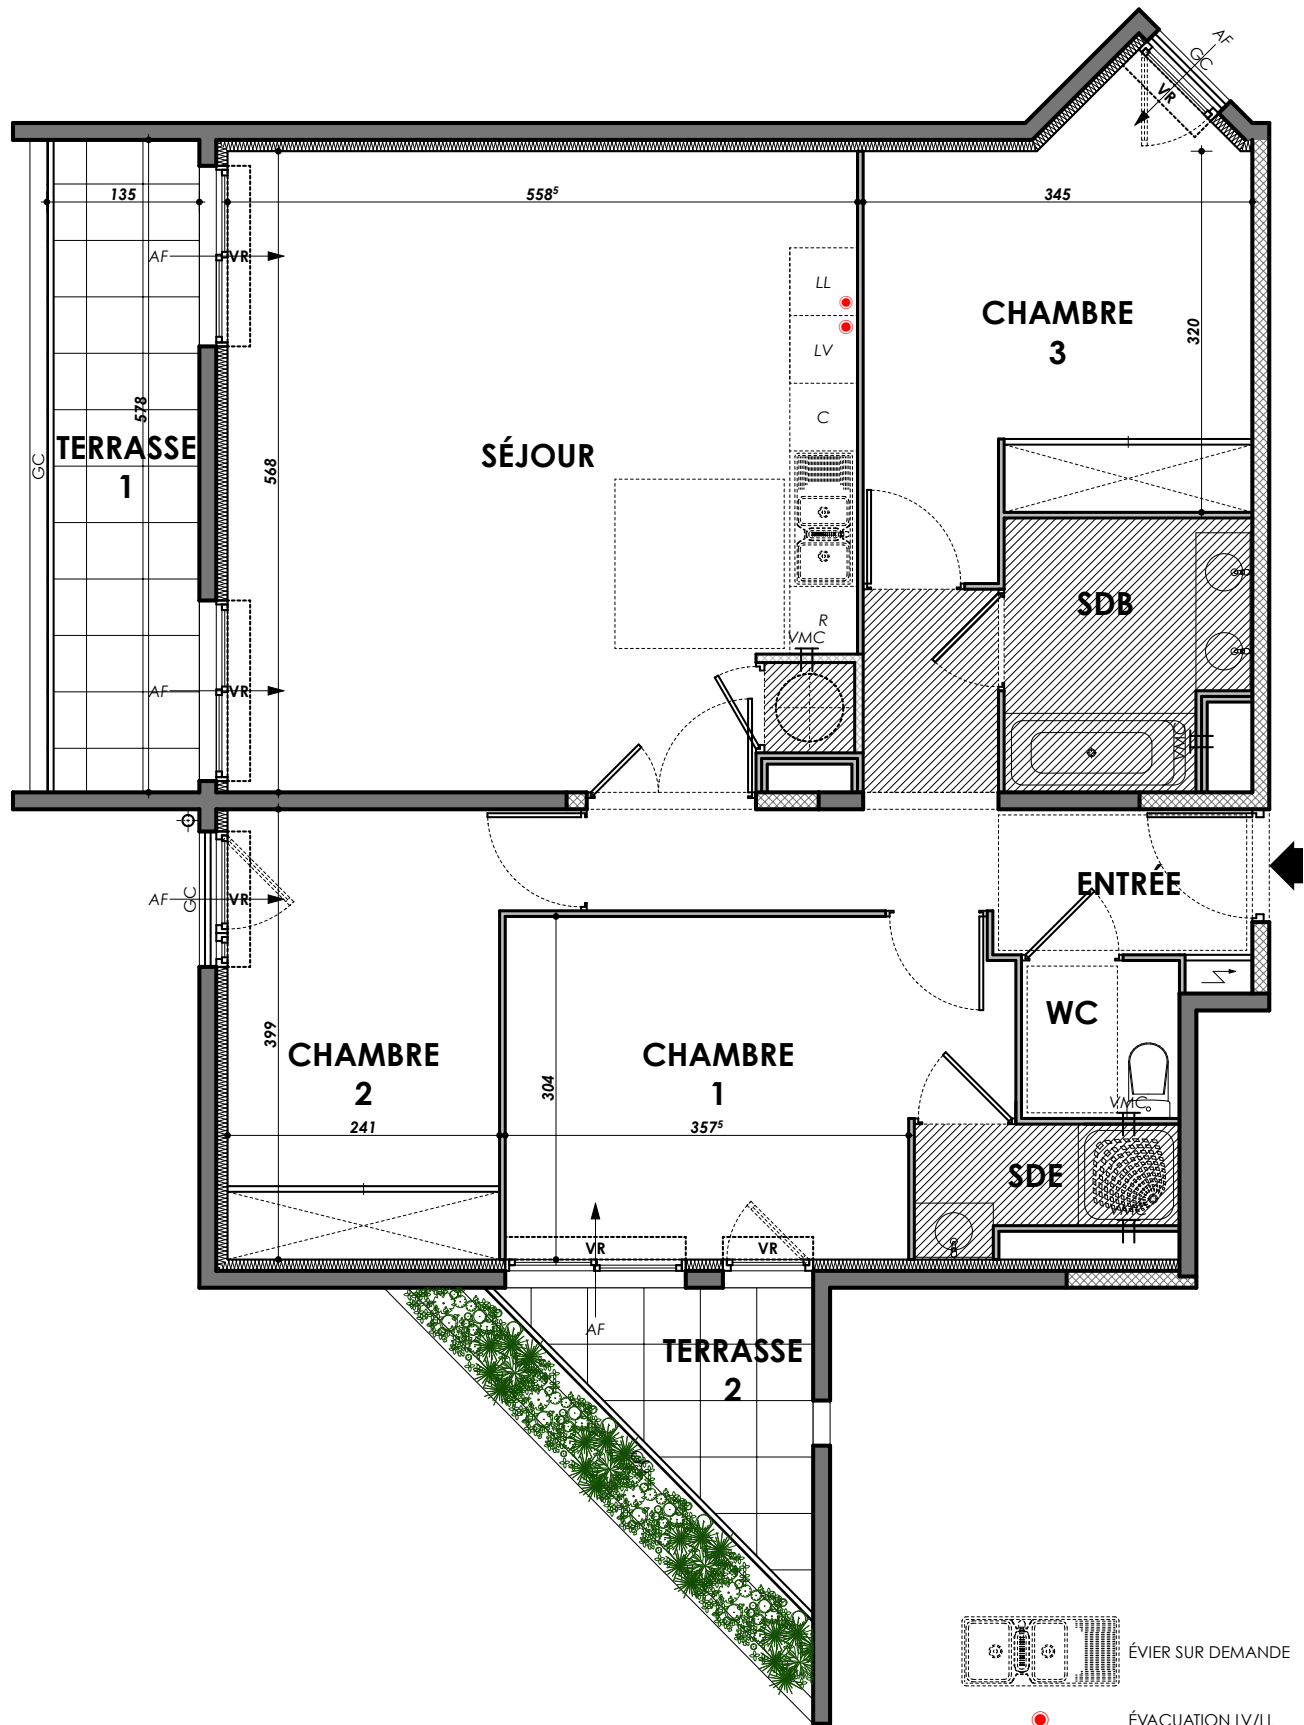 AF
GC
VR
135
558⁵
345
AF
VR
LL
LV
C
R
VMC
CHAMBRE
3
320
578
568
TERRASSE
1
GC
SÉJOUR
SDB
VMC
AF
VR
ENTRÉE
AF
GC
VR
399
CHAMBRE
2
241
304
CHAMBRE
1
357⁵
WC
VMC
SDE
VMC
VR
VR
AF
TERRASSE
2
GC
ÉVIER SUR DEMANDE
ÉVACUATION LV/LL